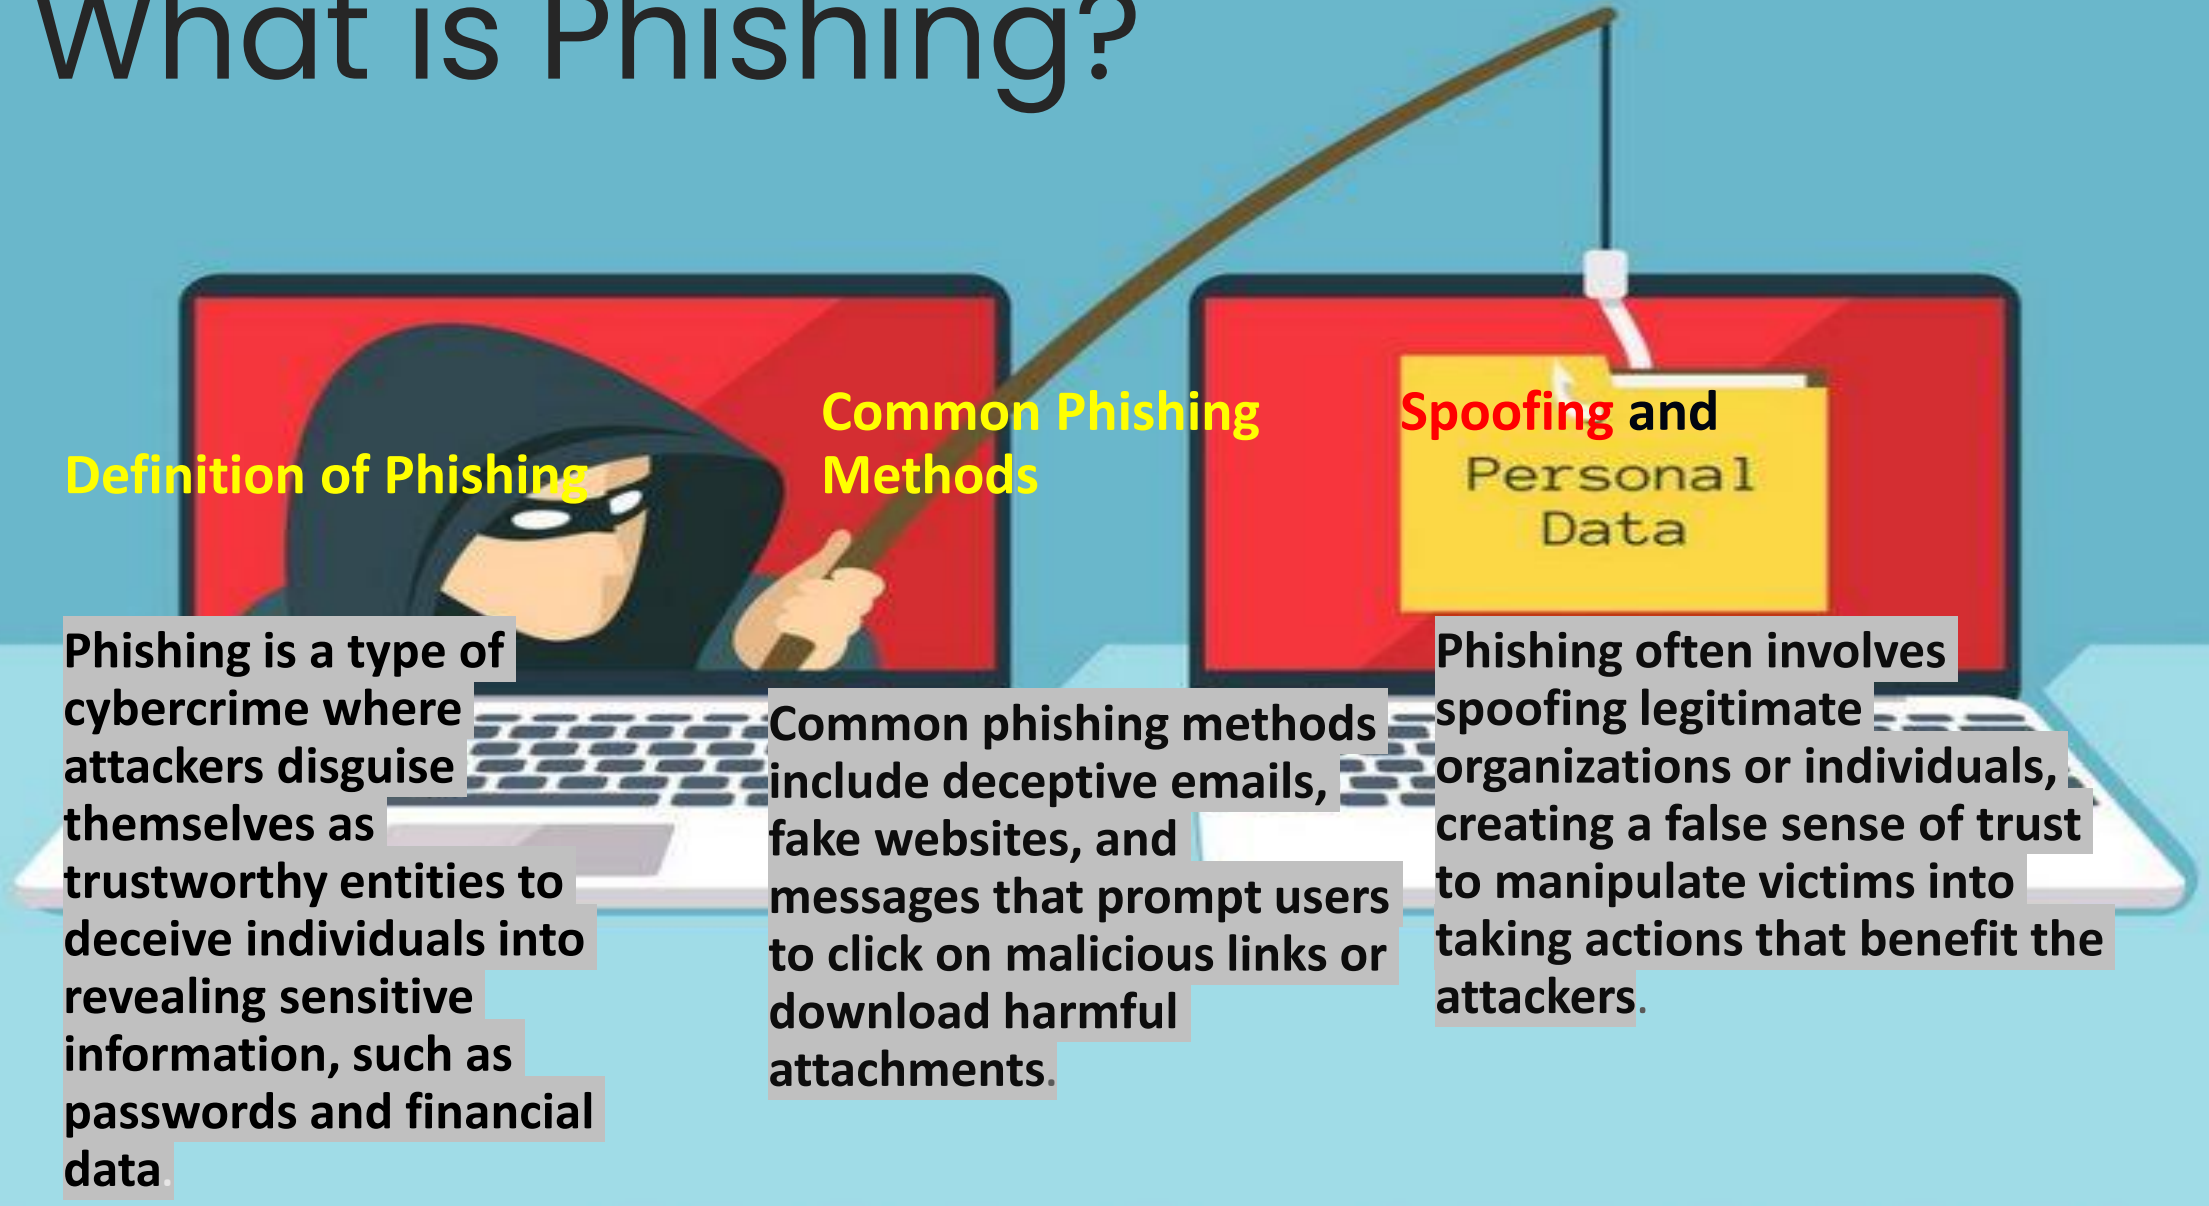 What is Phishing?
Definition of Phishing
Phishing is a type of
cybercrime where
attackers disguise
themselves as
trustworthy entities to
deceive individuals into
revealing sensitive
information, such as
passwords and financial
data.
Common Phishing
Methods
Common phishing methods
include deceptive emails,
fake websites, and
messages that prompt users
to click on malicious links or
download harmful
attachments.
Spoofing and
Personal
Data
Phishing often involves
spoofing legitimate
organizations or individuals,
creating a false sense of trust
to manipulate victims into
taking actions that benefit the
attackers.